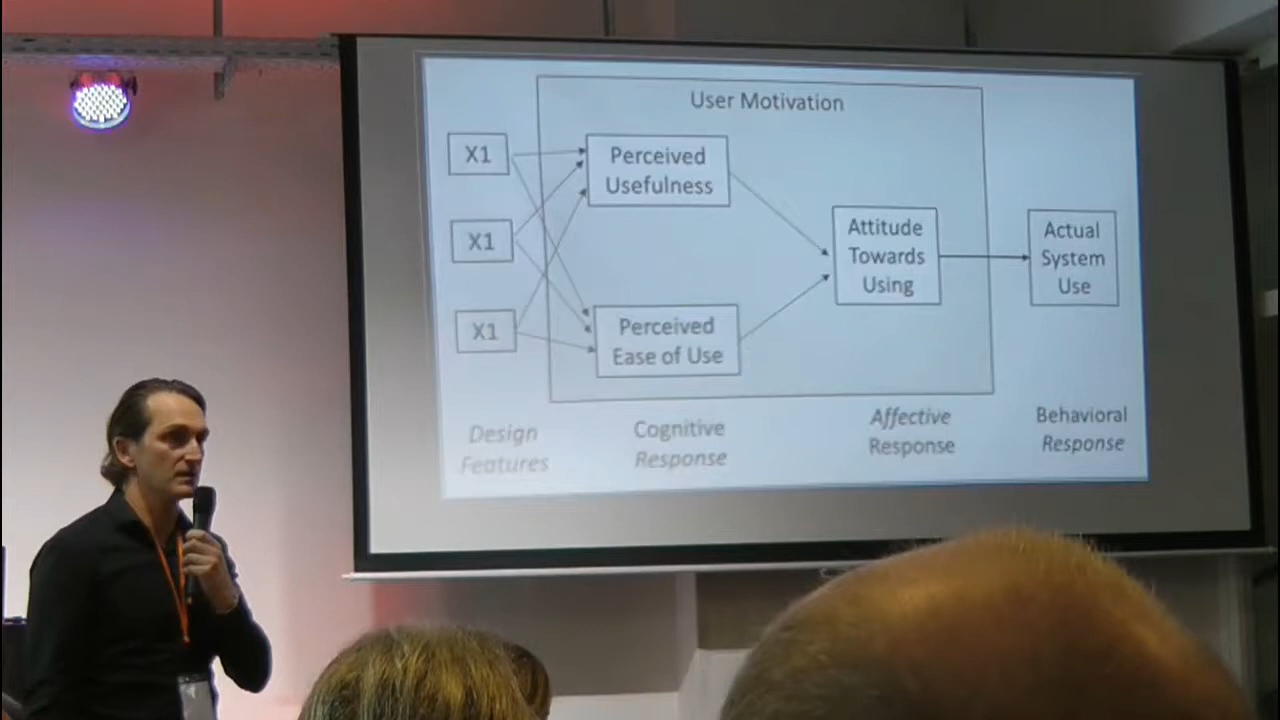 User Motivation
X1
Perceived
Usefulness
X1
Attitude
Towards
Using
Actual
System
Use
X1
Perceived
Ease of Use
Design
Features
Cognitive
Response
Affective
Response
Behavioral
Response